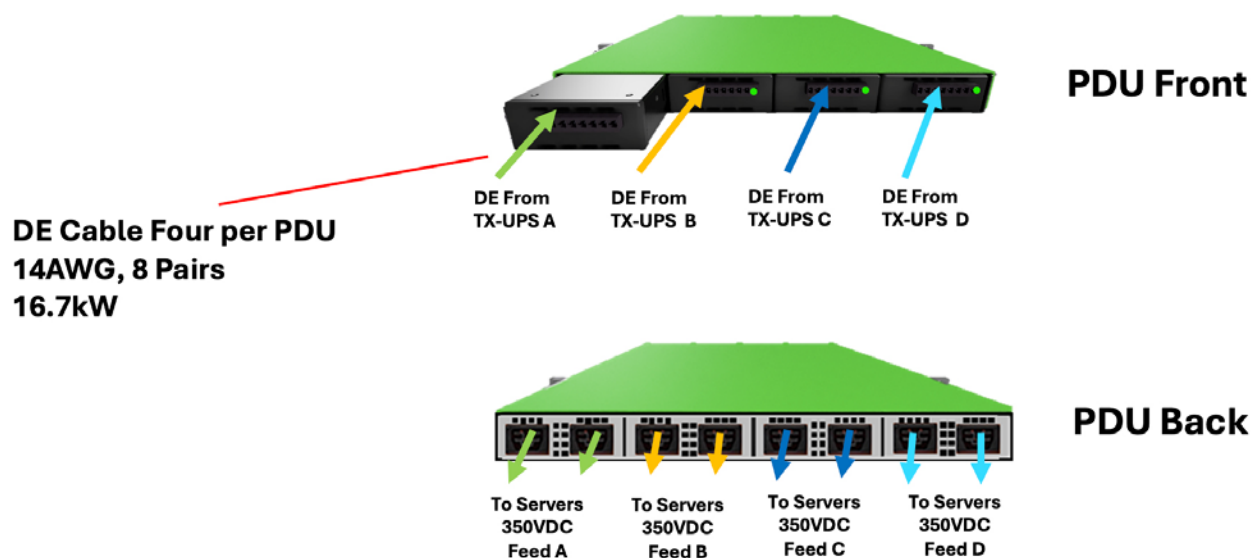 PDU Front
DE From
TX-UPS A
DE From
TX-UPS B
DE From
TX-UPS C
DE From
TX-UPS D
DE Cable Four per PDU
14AWG, 8 Pairs
16.7kW
PDU Back
To Servers
350VDC
Feed A
To Servers
350VDC
Feed B
To Servers
350VDC
Feed C
To Servers
350VDC
Feed D